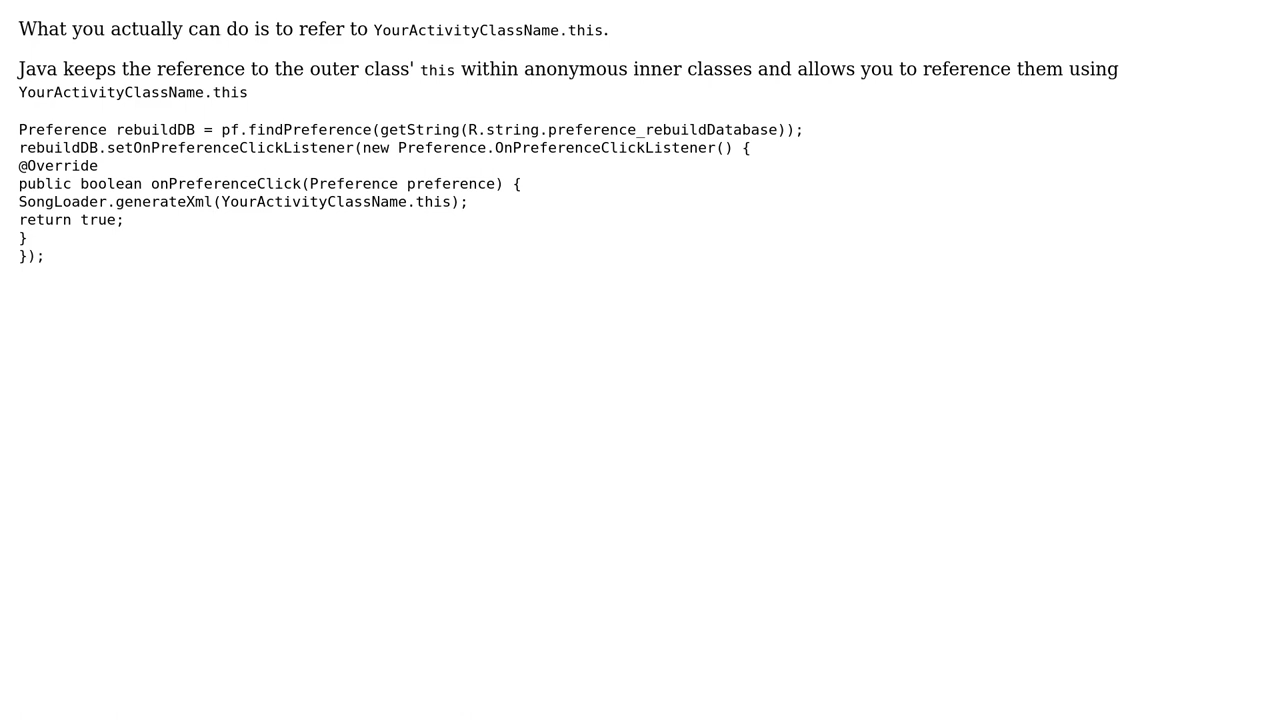 What you actually can do is to refer to YourActivityClassName.this.
Java keeps the reference to the outer class' this within anonymous inner classes and allows you to reference them using
YourActivityClassName.this
Preference rebuildDB = pf.findPreference(getString(R.string.preference_rebuildDatabase));
rebuildDB.setOnPreferenceClickListener(new Preference.OnPreferenceClickListener() {
@Override
public boolean onPreferenceClick(Preference preference) {
SongLoader.generateXml(YourActivityClassName.this);
return true;
}
});